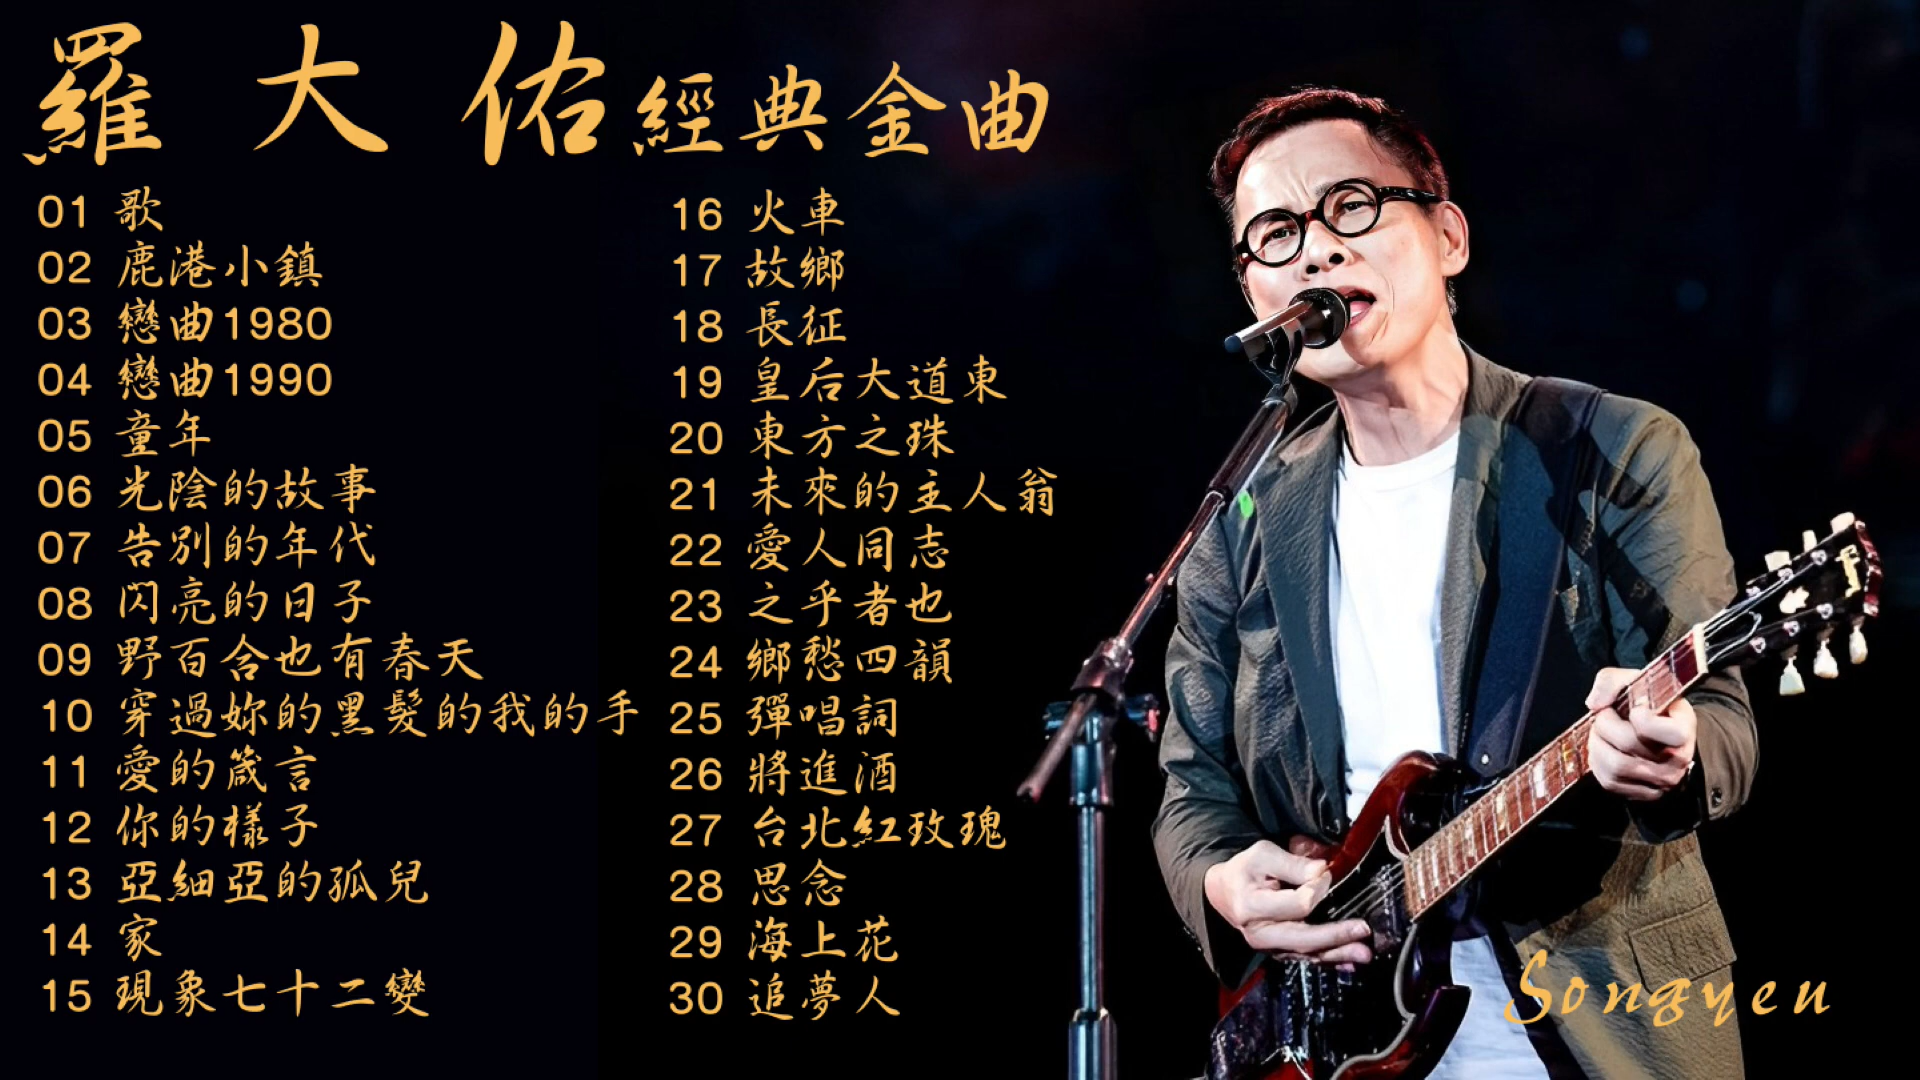 羅大佑經典金曲
01 歌
02 鹿港小鎮
03 戀曲1980
04 戀曲1990
05 童年
06 光陰的故事
07 告別的年代
08 閃亮的日子
09 野百合也有春天
10 穿過妳的黑髮的我的手
11 愛的箴言
12 你的樣子
13 亞細亞的孤兒
14 家
15 現象七十二變
16 火車
17 故鄉
18 長征
19 皇后大道東
20 東方之珠
21 未來的主人翁
22 愛人同志
23 之乎者也
24 鄉愁四韻
25 彈唱詞
26 將進酒
27 台北紅玫瑰
28 思念
29 海上花
30 追夢人
Songyeu